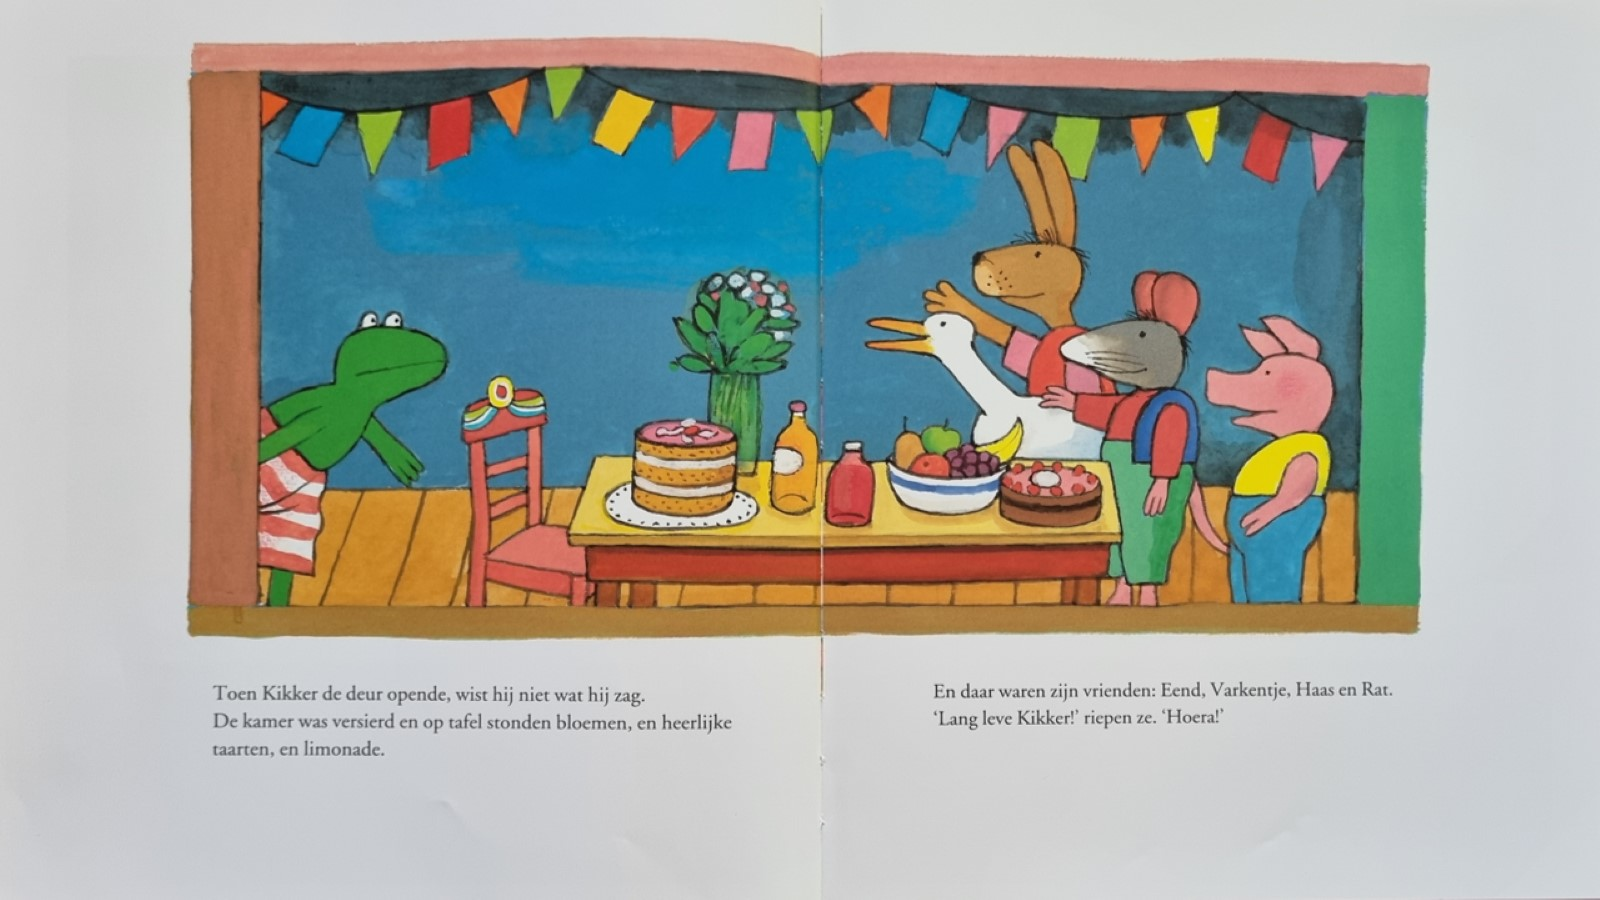 Toen Kikker de deur opende, wist hij niet wat hij zag.
De kamer was versierd en op tafel stonden bloemen, en heerlijke
taarten, en limonade.
En daar waren zijn vrienden: Eend, Varkentje, Haas en Rat.
‘Lang leve Kikker!’ riepen ze. ‘Hoera!’